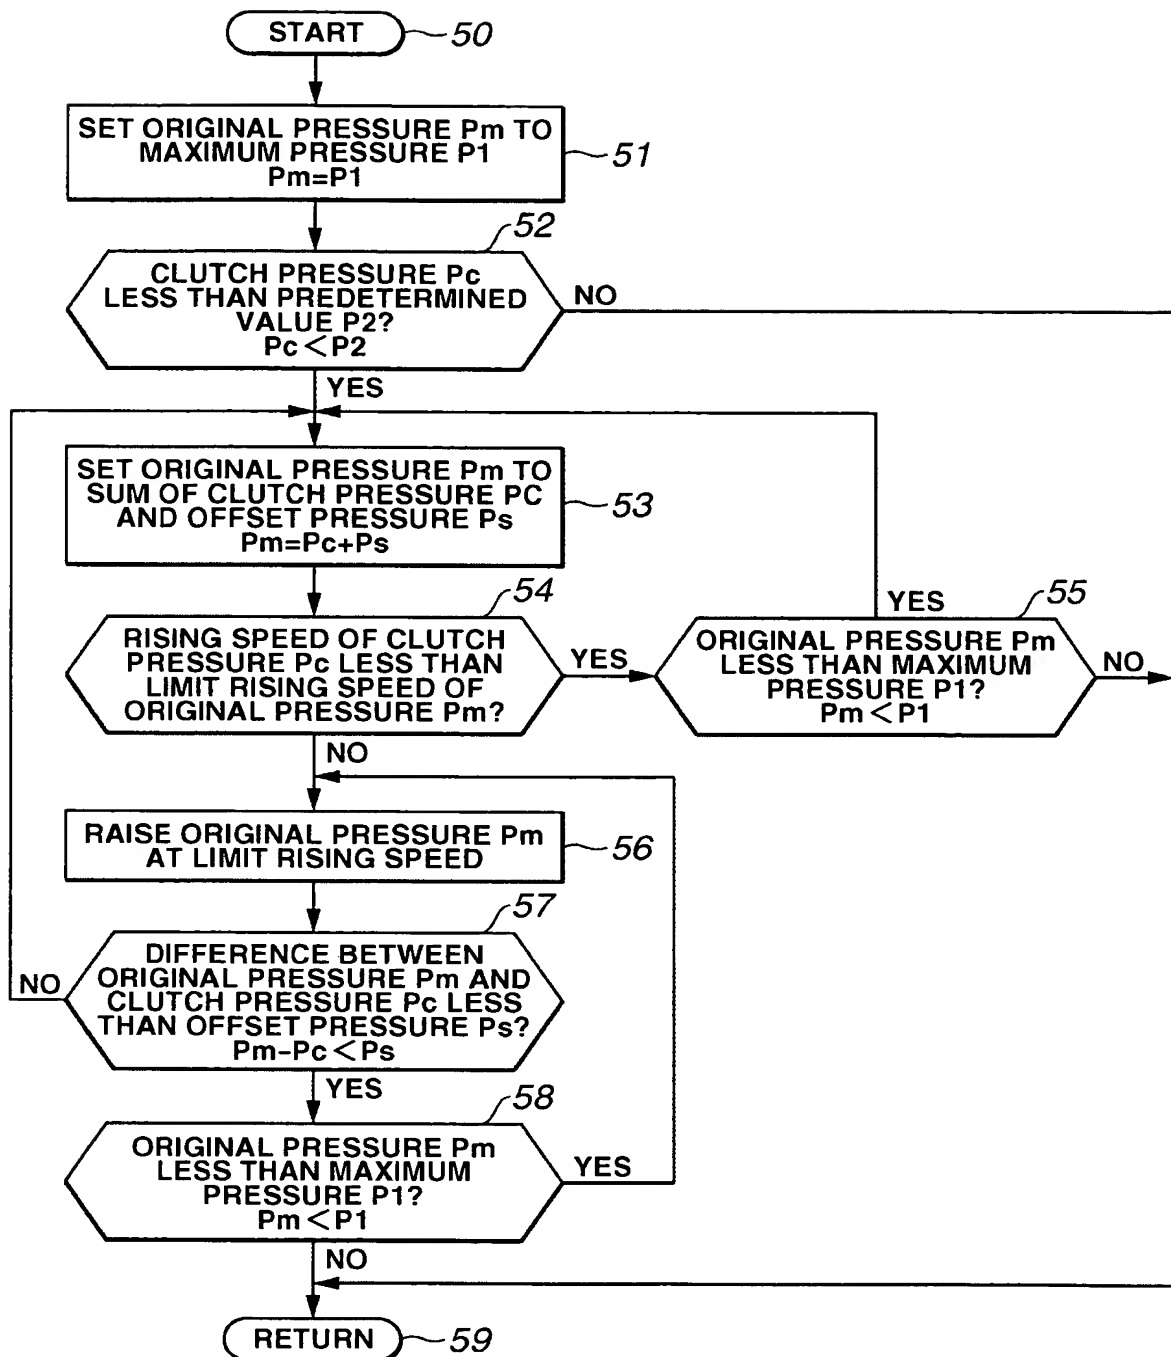 START
50
SET ORIGINAL PRESSURE Pm TO
MAXIMUM PRESSURE P1
Pm=P1
51
52
CLUTCH PRESSURE Pc
LESS THAN PREDETERMINED
VALUE P2?
Pc<P2
NO
YES
SET ORIGINAL PRESSURE Pm TO
SUM OF CLUTCH PRESSURE PC
AND OFFSET PRESSURE Ps
Pm=Pc+Ps
53
54
RISING SPEED OF CLUTCH
PRESSURE Pc LESS THAN
LIMIT RISING SPEED OF
ORIGINAL PRESSURE Pm?
YES
YES
55
ORIGINAL PRESSURE Pm
LESS THAN MAXIMUM
PRESSURE P1?
Pm<P1
NO
NO
RAISE ORIGINAL PRESSURE Pm
AT LIMIT RISING SPEED
56
57
DIFFERENCE BETWEEN
ORIGINAL PRESSURE Pm AND
CLUTCH PRESSURE Pc LESS
THAN OFFSET PRESSURE Ps?
Pm-Pc<Ps
NO
YES
58
ORIGINAL PRESSURE Pm
LESS THAN MAXIMUM
PRESSURE P1?
Pm<P1
YES
NO
RETURN
59